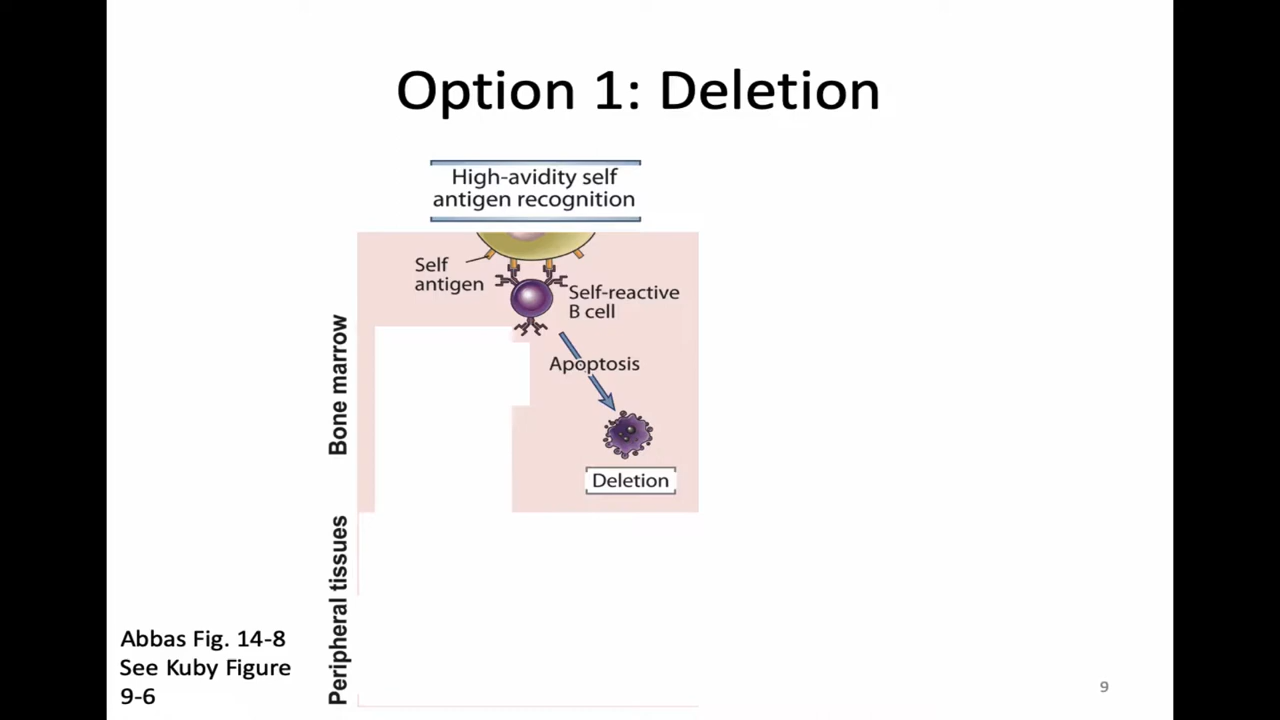 Option 1: Deletion
High-avidity self
antigen recognition
Self
antigen
Self-reactive
B cell
Apoptosis
Deletion
Bone marrow
Peripheral tissues
Abbas Fig. 14-8
See Kuby Figure
9-6
9